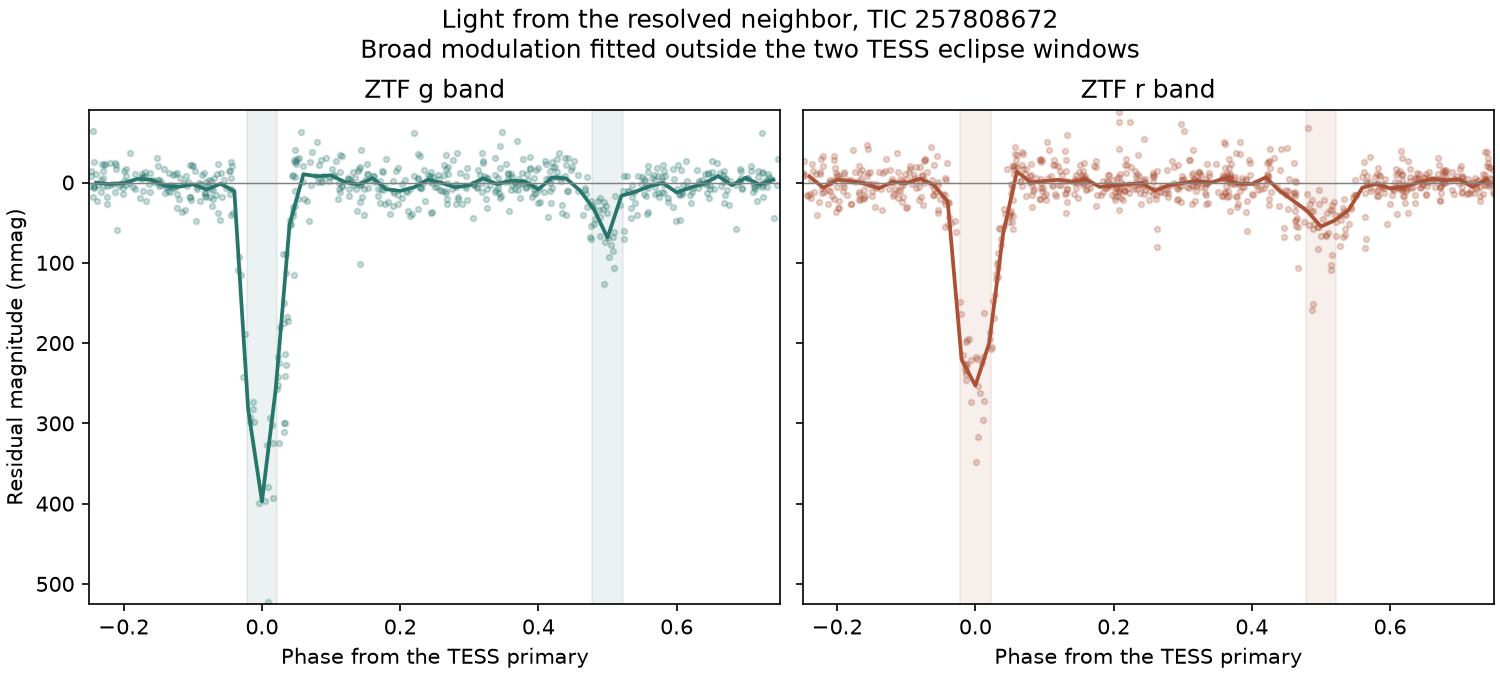 Light from the resolved neighbor, TIC 257808672
Broad modulation fitted outside the two TESS eclipse windows
ZTF g band
ZTF r band
Residual magnitude (mmag)
0
100
200
300
400
500
−0.2
0.0
0.2
0.4
0.6
−0.2
0.0
0.2
0.4
0.6
Phase from the TESS primary
Phase from the TESS primary